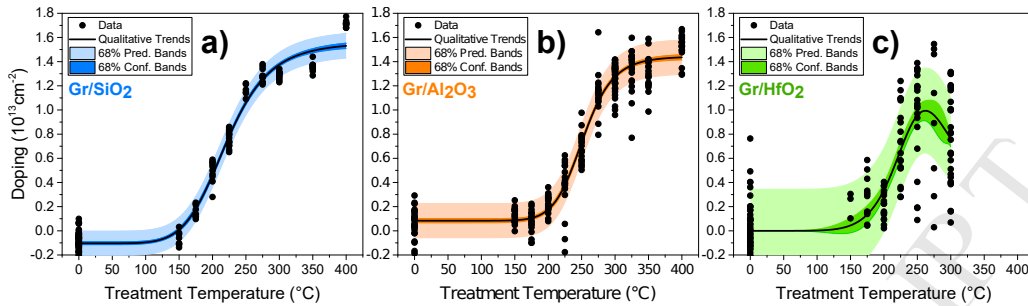 Doping (10¹³cm⁻²)
1.8
1.6
1.4
1.2
1.0
0.8
0.6
0.4
0.2
0.0
-0.2
Data
Qualitative Trends
68% Pred. Bands
68% Conf. Bands
Gr/SiO₂
a)
0 50 100 150 200 250 300 350 400
Treatment Temperature (°C)
Data
Qualitative Trends
68% Pred. Bands
68% Conf. Bands
Gr/Al₂O₃
b)
1.8
1.6
1.4
1.2
1.0
0.8
0.6
0.4
0.2
0.0
-0.2
0 50 100 150 200 250 300 350 400
Treatment Temperature (℃)
Data
Qualitative Trends
68% Pred. Bands
68% Conf. Bands
Gr/HfO₂
c)
1.8
1.6
1.4
1.2
1.0
0.8
0.6
0.4
0.2
0.0
-0.2
0 50 100 150 200 250 300 350 400
Treatment Temperature (°C)
IPT